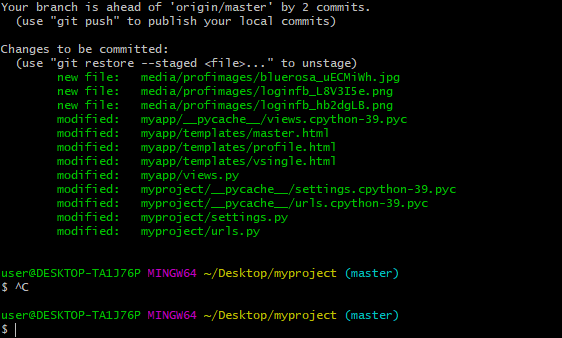 Your branch is ahead of 'origin/master' by 2 commits.
  (use "git push" to publish your local commits)
Changes to be committed:
  (use "git restore --staged <file>..." to unstage)
        new file:   media/profimages/bluerosa_uECMiWh.jpg
        new file:   media/profimages/loginfb_L8V3I5e.png
        new file:   media/profimages/loginfb_hb2dgLB.png
        modified:   myapp/__pycache__/views.cpython-39.pyc
        modified:   myapp/templates/master.html
        modified:   myapp/templates/profile.html
        modified:   myapp/templates/vsingle.html
        modified:   myapp/views.py
        modified:   myproject/__pycache__/settings.cpython-39.pyc
        modified:   myproject/__pycache__/urls.cpython-39.pyc
        modified:   myproject/settings.py
        modified:   myproject/urls.py
user@DESKTOP-TA1J76P MINGW64 ~/Desktop/myproject (master)
$ ^C
user@DESKTOP-TA1J76P MINGW64 ~/Desktop/myproject (master)
$